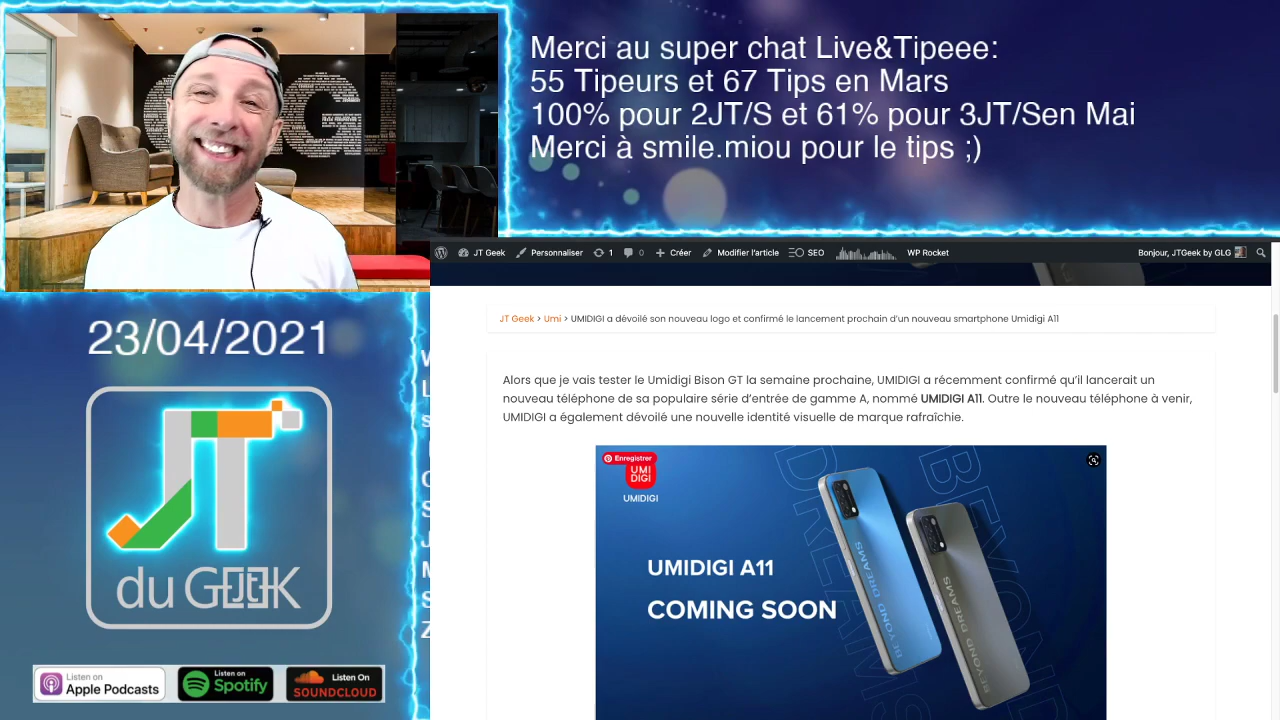 Merci au super chat Live&Tipeee:
55 Tipeurs et 67 Tips en Mars
100% pour 2JT/S et 61% pour 3JT/Sen Mai
Merci à smile.miou pour le tips ;)
JT Geek Personnaliser 1 0 Créer Modifier l'article SEO WP Rocket Bonjour, JTGeek by GLG
23/04/2021
JT
du GEEK
Listen on
Apple Podcasts
Listen on
Spotify
Listen On
SOUNDCLOUD
JT Geek > Umi > UMIDIGI a dévoilé son nouveau logo et confirmé le lancement prochain d'un nouveau smartphone Umidigi A11
Alors que je vais tester le Umidigi Bison GT la semaine prochaine, UMIDIGI a récemment confirmé qu'il lancerait un
nouveau téléphone de sa populaire série d'entrée de gamme A, nommé UMIDIGI A11. Outre le nouveau téléphone à venir,
UMIDIGI a également dévoilé une nouvelle identité visuelle de marque rafraîchie.
Enregistrer
UMI
DIGI
UMIDIGI
UMIDIGI A11
COMING SOON
BEYOND DREAMS
BEYOND DREAMS
BEYOND
DREAMS